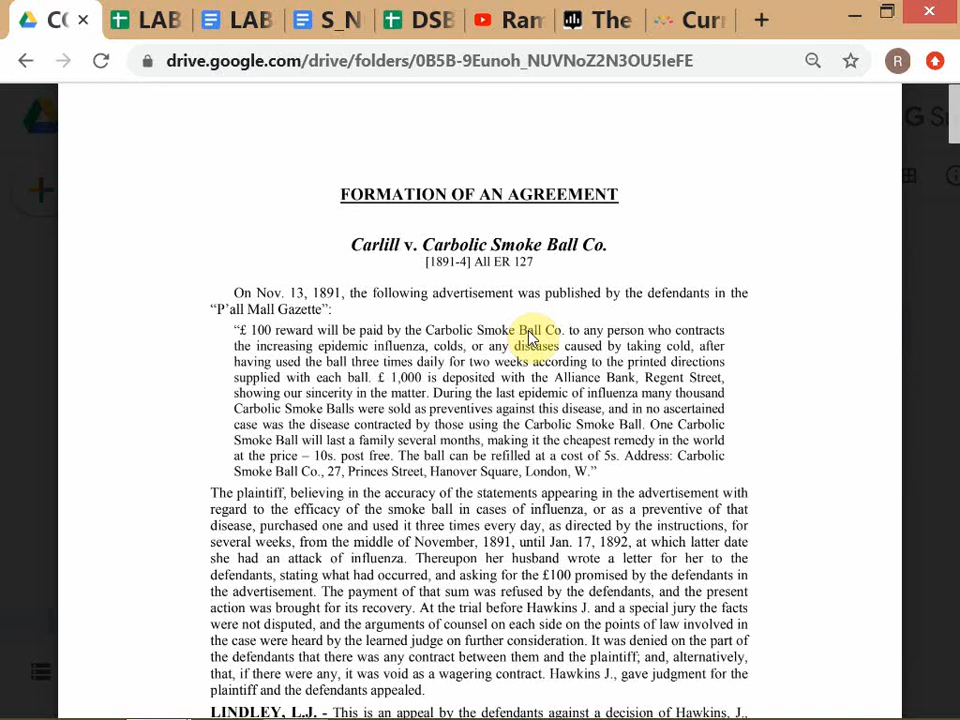 CO
LAB
LAB
S_N
DSB
Ram
The
Curr
drive.google.com/drive/folders/0B5B-9Eunoh_NUVNoZ2N3OU5IeFE
R
FORMATION OF AN AGREEMENT
Carlill v. Carbolic Smoke Ball Co.
[1891-4] All ER 127
On Nov. 13, 1891, the following advertisement was published by the defendants in the
“P'all Mall Gazette”:
“£ 100 reward will be paid by the Carbolic Smoke Ball Co. to any person who contracts
the increasing epidemic influenza, colds, or any diseases caused by taking cold, after
having used the ball three times daily for two weeks according to the printed directions
supplied with each ball. £ 1,000 is deposited with the Alliance Bank, Regent Street,
showing our sincerity in the matter. During the last epidemic of influenza many thousand
Carbolic Smoke Balls were sold as preventives against this disease, and in no ascertained
case was the disease contracted by those using the Carbolic Smoke Ball. One Carbolic
Smoke Ball will last a family several months, making it the cheapest remedy in the world
at the price – 10s. post free. The ball can be refilled at a cost of 5s. Address: Carbolic
Smoke Ball Co., 27, Princes Street, Hanover Square, London, W.”
The plaintiff, believing in the accuracy of the statements appearing in the advertisement with
regard to the efficacy of the smoke ball in cases of influenza, or as a preventive of that
disease, purchased one and used it three times every day, as directed by the instructions, for
several weeks, from the middle of November, 1891, until Jan. 17, 1892, at which latter date
she had an attack of influenza. Thereupon her husband wrote a letter for her to the
defendants, stating what had occurred, and asking for the £100 promised by the defendants in
the advertisement. The payment of that sum was refused by the defendants, and the present
action was brought for its recovery. At the trial before Hawkins J. and a special jury the facts
were not disputed, and the arguments of counsel on each side on the points of law involved in
the case were heard by the learned judge on further consideration. It was denied on the part of
the defendants that there was any contract between them and the plaintiff; and, alternatively,
that, if there were any, it was void as a wagering contract. Hawkins J., gave judgment for the
plaintiff and the defendants appealed.
LINDLEY, L.J. - This is an appeal by the defendants against a decision of Hawkins, J.,